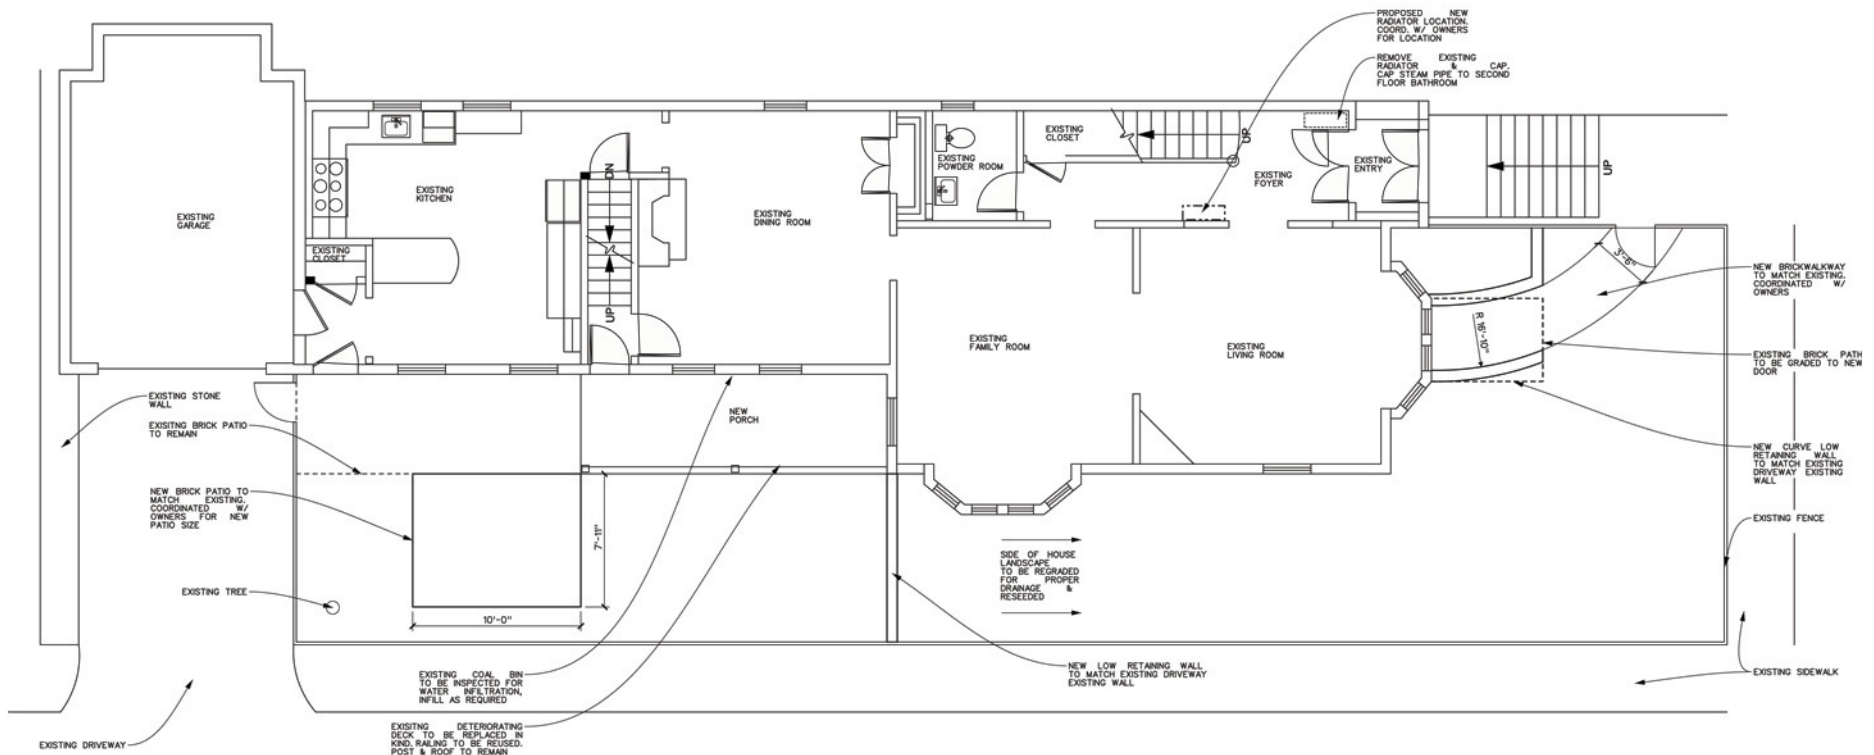 PROPOSED NEW
RADIATOR LOCATION.
COORD. W/ OWNERS
FOR LOCATION
REMOVE EXISTING
RADIATOR & CAP.
CAP STEAM PIPE TO SECOND
FLOOR BATHROOM
EXISTING
GARAGE
EXISTING
KITCHEN
EXISTING
CLOSET
DN
UP
EXISTING
DINING ROOM
EXISTING
POWDER ROOM
EXISTING
CLOSET
UP
EXISTING
FOYER
EXISTING
ENTRY
UP
EXISTING
FAMILY ROOM
EXISTING
LIVING ROOM
3'-6"
R 16'-10"
NEW BRICKWALKWAY
TO MATCH EXISTING.
COORDINATED W/
OWNERS
EXISTING BRICK PATH
TO BE GRADED TO NEW
DOOR
NEW CURVE LOW
RETAINING WALL
TO MATCH EXISTING
DRIVEWAY EXISTING
WALL
EXISTING FENCE
EXISTING SIDEWALK
EXISTING STONE
WALL
EXISITNG BRICK PATIO
TO REMAIN
NEW BRICK PATIO TO
MATCH EXISTING.
COORDINATED W/
OWNERS FOR NEW
PATIO SIZE
EXISTING TREE
NEW
PORCH
7'-11"
10'-0"
SIDE OF HOUSE
LANDSCAPE
TO BE REGRADED
FOR PROPER
DRAINAGE &
RESEEDED
EXISTING COAL BIN
TO BE INSPECTED FOR
WATER INFILTRATION,
INFILL AS REQUIRED
NEW LOW RETAINING WALL
TO MATCH EXISTING DRIVEWAY
EXISTING WALL
EXISITNG DETERIORATING
DECK TO BE REPLACED IN
KIND. RAILING TO BE REUSED.
POST & ROOF TO REMAIN
EXISTING DRIVEWAY